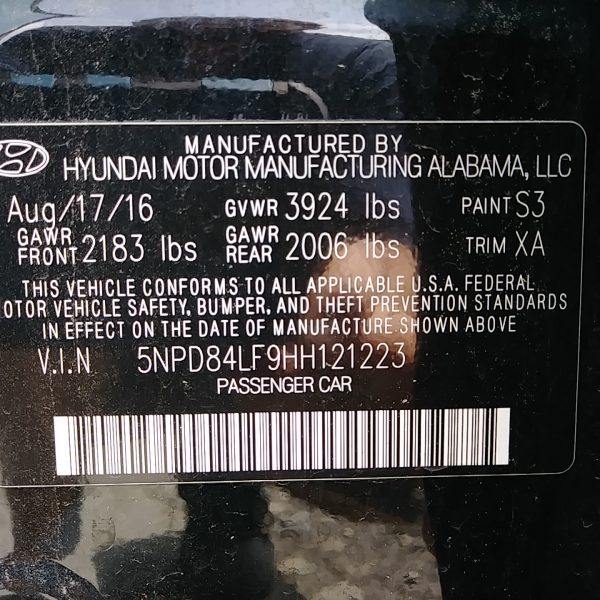 MANUFACTURED BY
HYUNDAI MOTOR MANUFACTURING ALABAMA, LLC
Aug/17/16 GVWR 3924 lbs PAINT S3
GAWR FRONT 2183 lbs GAWR REAR 2006 lbs TRIM XA
THIS VEHICLE CONFORMS TO ALL APPLICABLE U.S.A. FEDERAL
OTOR VEHICLE SAFETY, BUMPER, AND THEFT PREVENTION STANDARDS
IN EFFECT ON THE DATE OF MANUFACTURE SHOWN ABOVE
V.I.N 5NPD84LF9HH121223
PASSENGER CAR